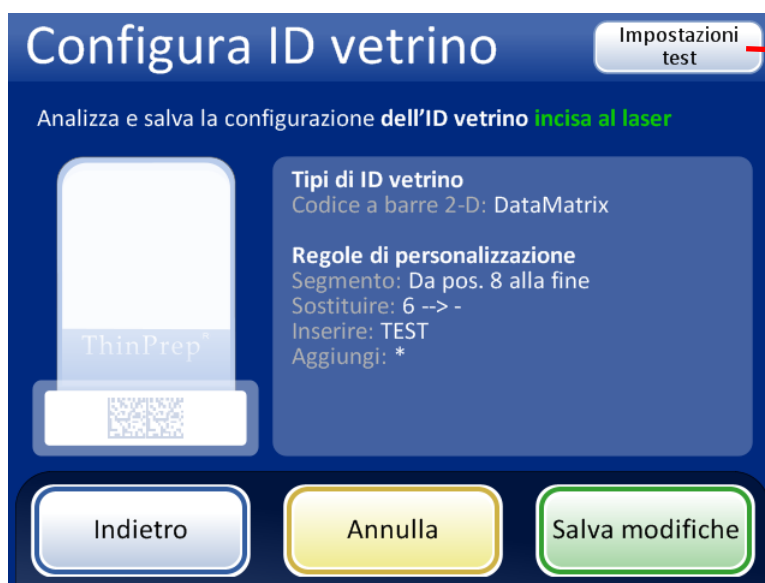 Configura ID vetrino
Impostazioni
test
Analizza e salva la configurazione dell'ID vetrino incisa al laser
Tipi di ID vetrino
Codice a barre 2-D: DataMatrix
Regole di personalizzazione
Segmento: Da pos. 8 alla fine
Sostituire: 6 --> -
Inserire: TEST
Aggiungi: *
ThinPrep®
Indietro
Annulla
Salva modifiche